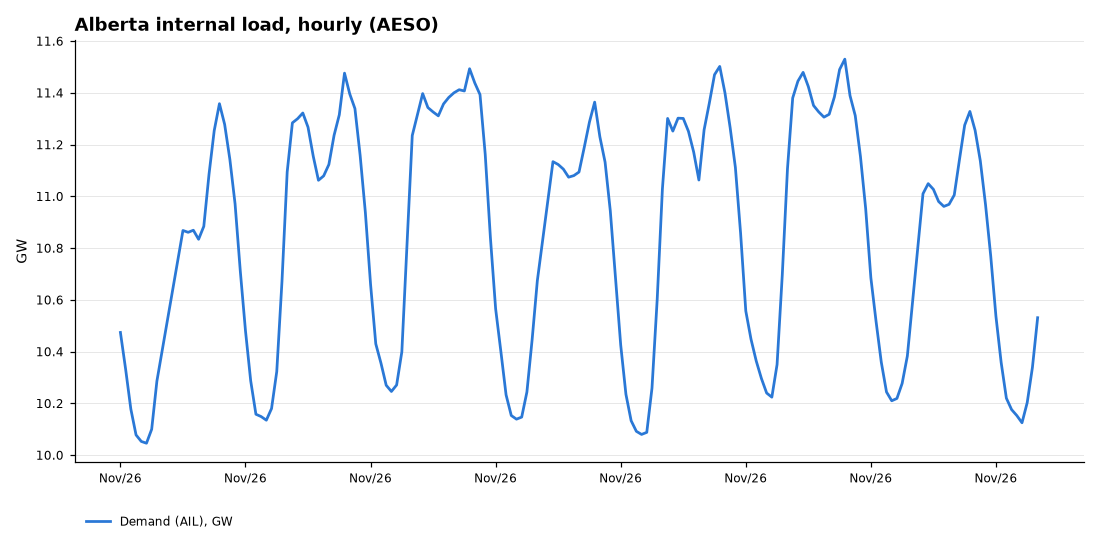 Alberta internal load, hourly (AESO)
11.6
11.4
11.2
11.0
10.8
10.6
10.4
10.2
10.0
GW
Nov/26 Nov/26 Nov/26 Nov/26 Nov/26 Nov/26 Nov/26 Nov/26
Demand (AIL), GW